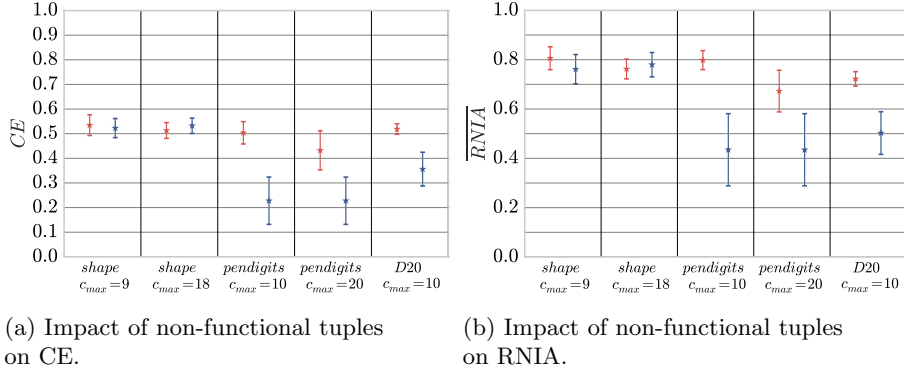 1.0
0.9
0.8
0.7
0.6
0.5
0.4
0.3
0.2
0.1
0.0
CE
shape
c_max=9
shape
c_max=18
pendigits
c_max=10
pendigits
c_max=20
D20
c_max=10
(a) Impact of non-functional tuples
on CE.
1.0
0.8
0.6
0.4
0.2
0.0
RNIA
shape
c_max=9
shape
c_max=18
pendigits
c_max=10
pendigits
c_max=20
D20
c_max=10
(b) Impact of non-functional tuples
on RNIA.